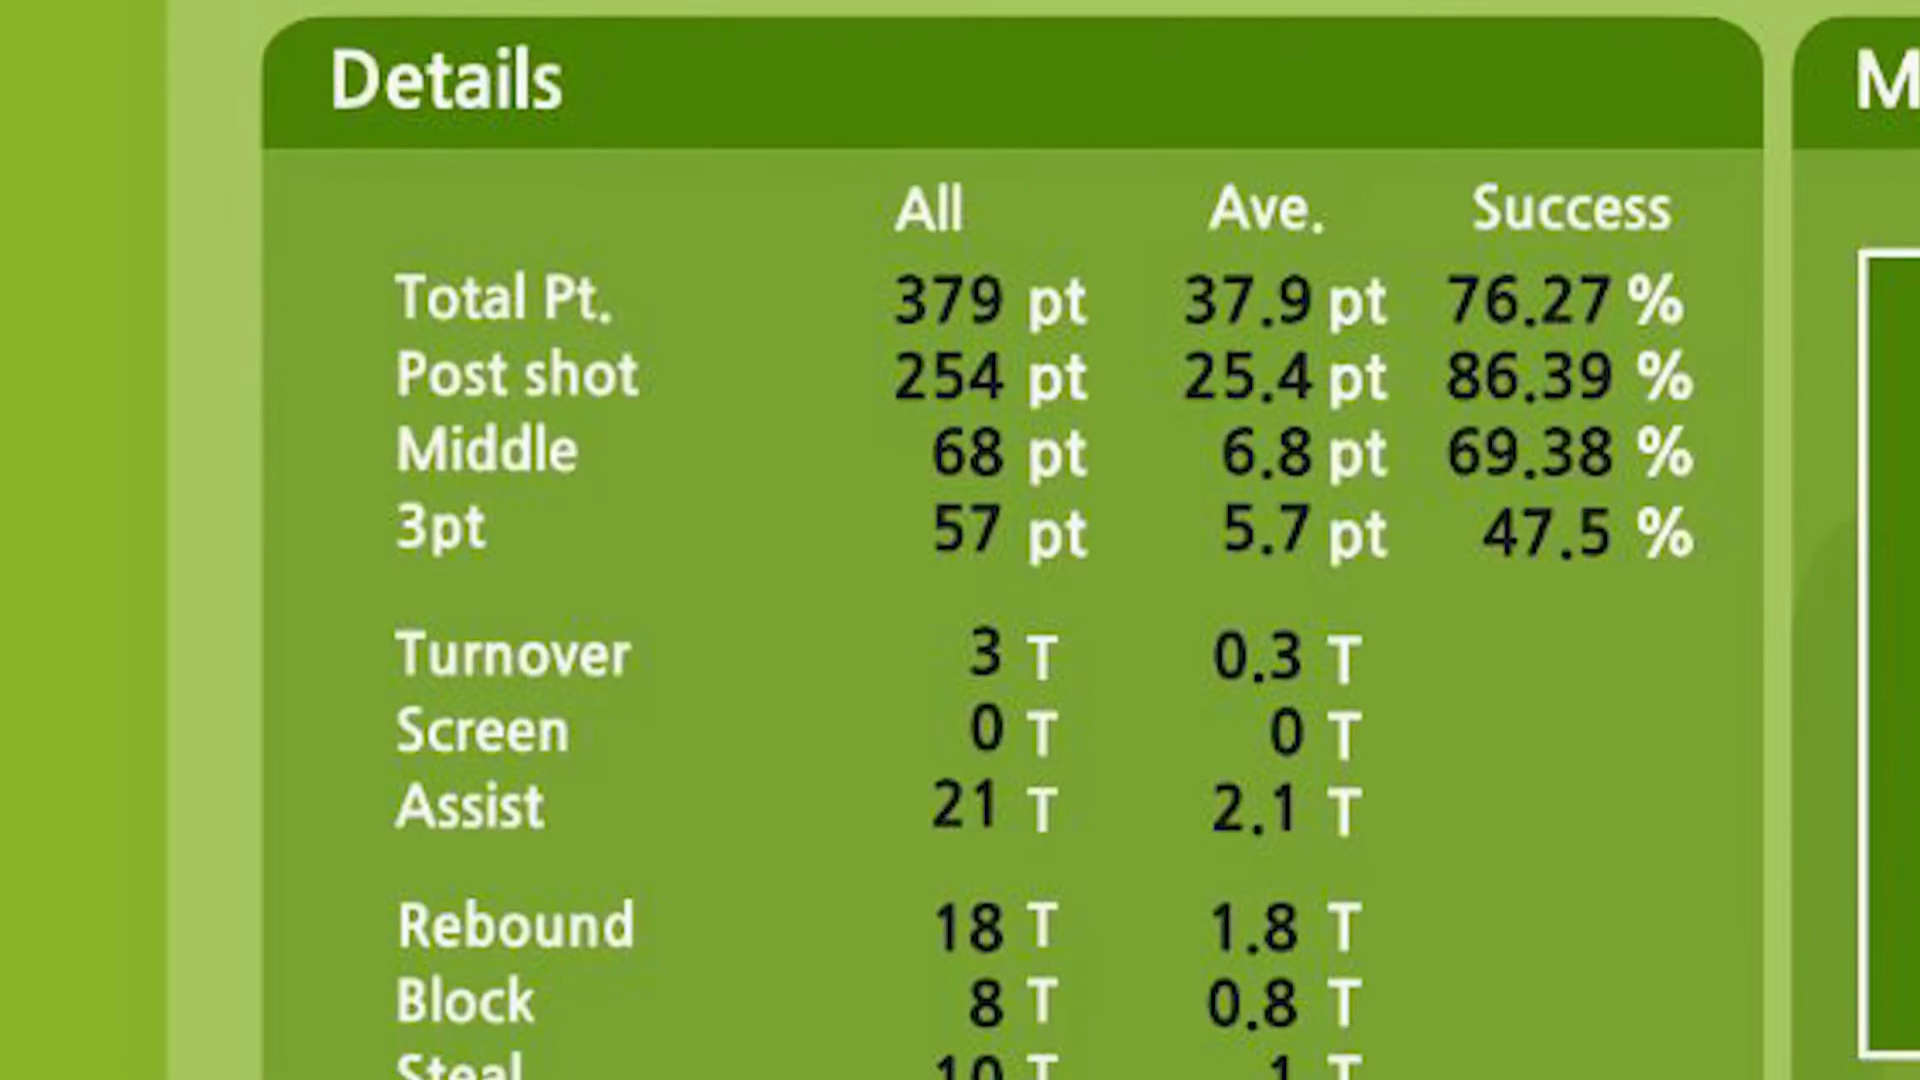 Details
M
All Ave. Success
Total Pt. 379 pt 37.9 pt 76.27 %
Post shot 254 pt 25.4 pt 86.39 %
Middle 68 pt 6.8 pt 69.38 %
3pt 57 pt 5.7 pt 47.5 %
Turnover 3 T 0.3 T
Screen 0 T 0 T
Assist 21 T 2.1 T
Rebound 18 T 1.8 T
Block 8 T 0.8 T
Steal 10 T 1 T